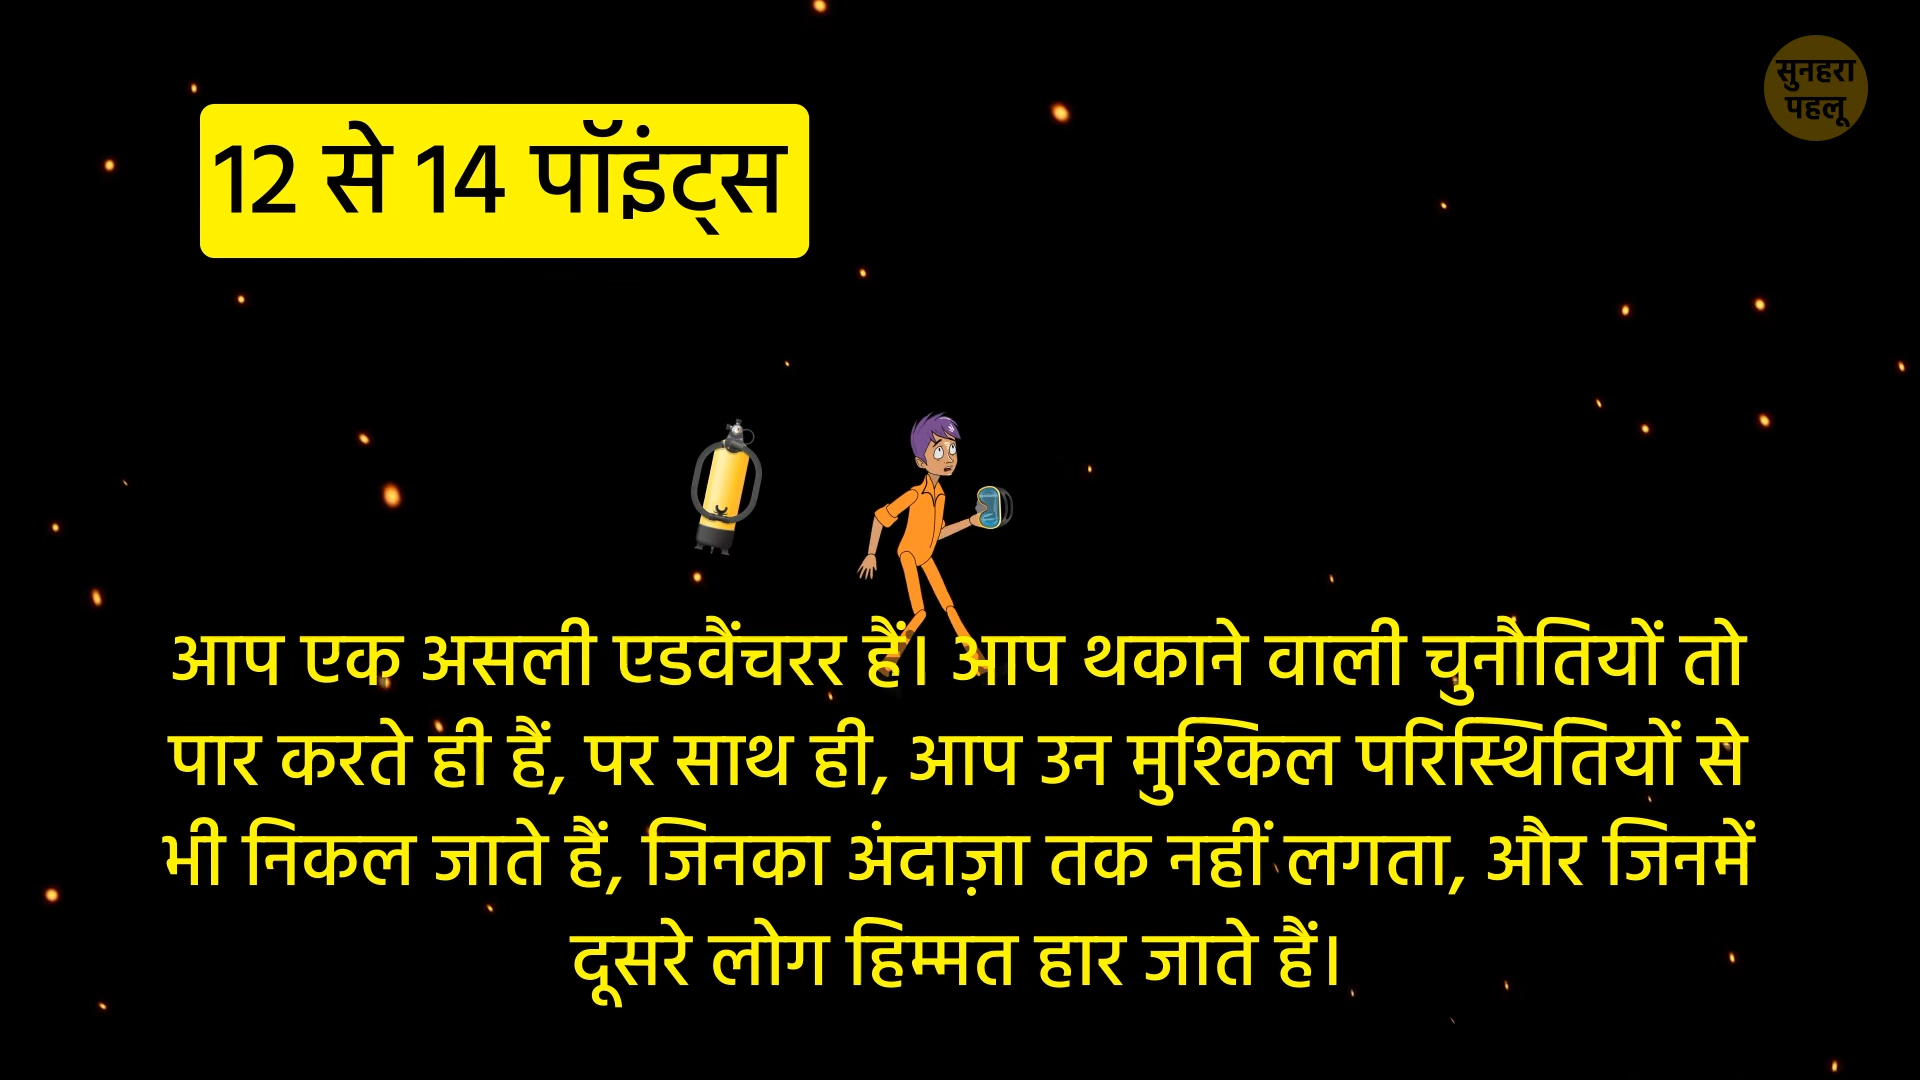 सुनहरा
पहलू
12 से 14 पॉइंट्स
आप एक असली एडवैंचरर हैं। आप थकाने वाली चुनौतियों तो
पार करते ही हैं, पर साथ ही, आप उन मुश्किल परिस्थितियों से
भी निकल जाते हैं, जिनका अंदाज़ा तक नहीं लगता, और जिनमें
दूसरे लोग हिम्मत हार जाते हैं।